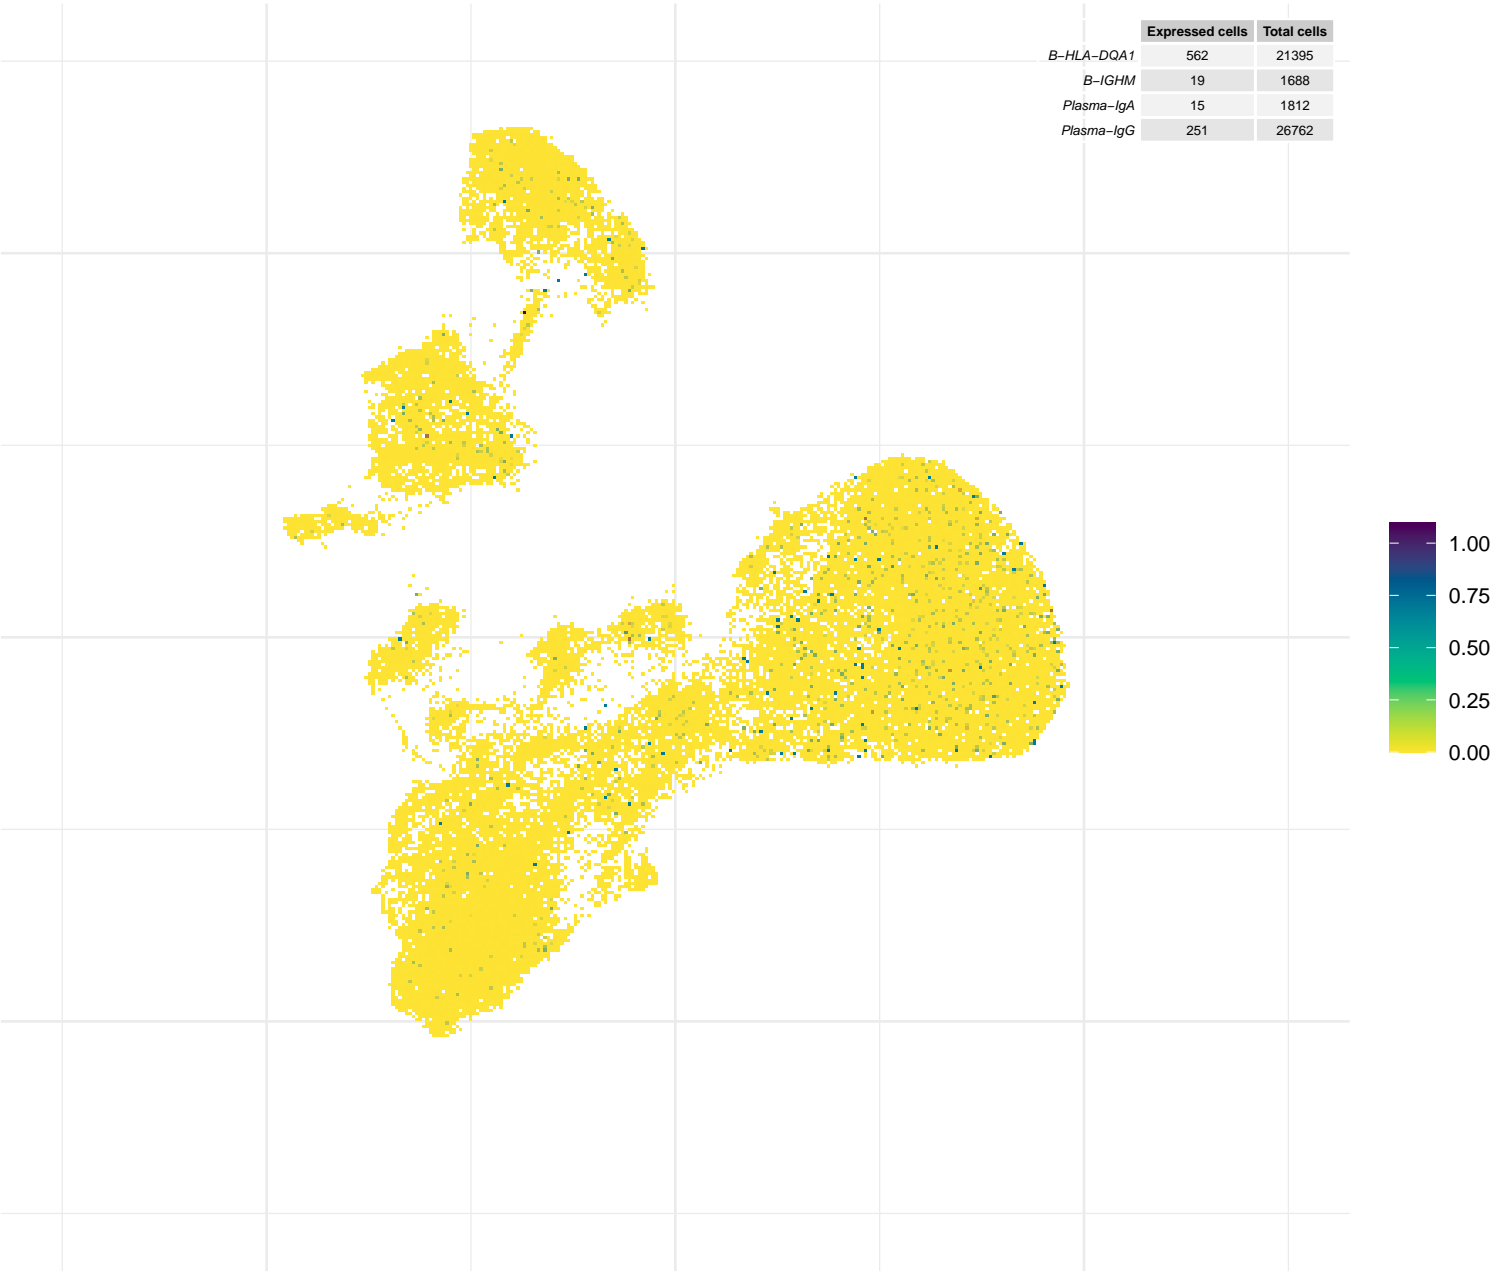 Expressed cells Total cells
B−HLA−DQA1 562 21395
B−IGHM 19 1688
Plasma−IgA 15 1812
Plasma−IgG 251 26762
1.00
0.75
0.50
0.25
0.00